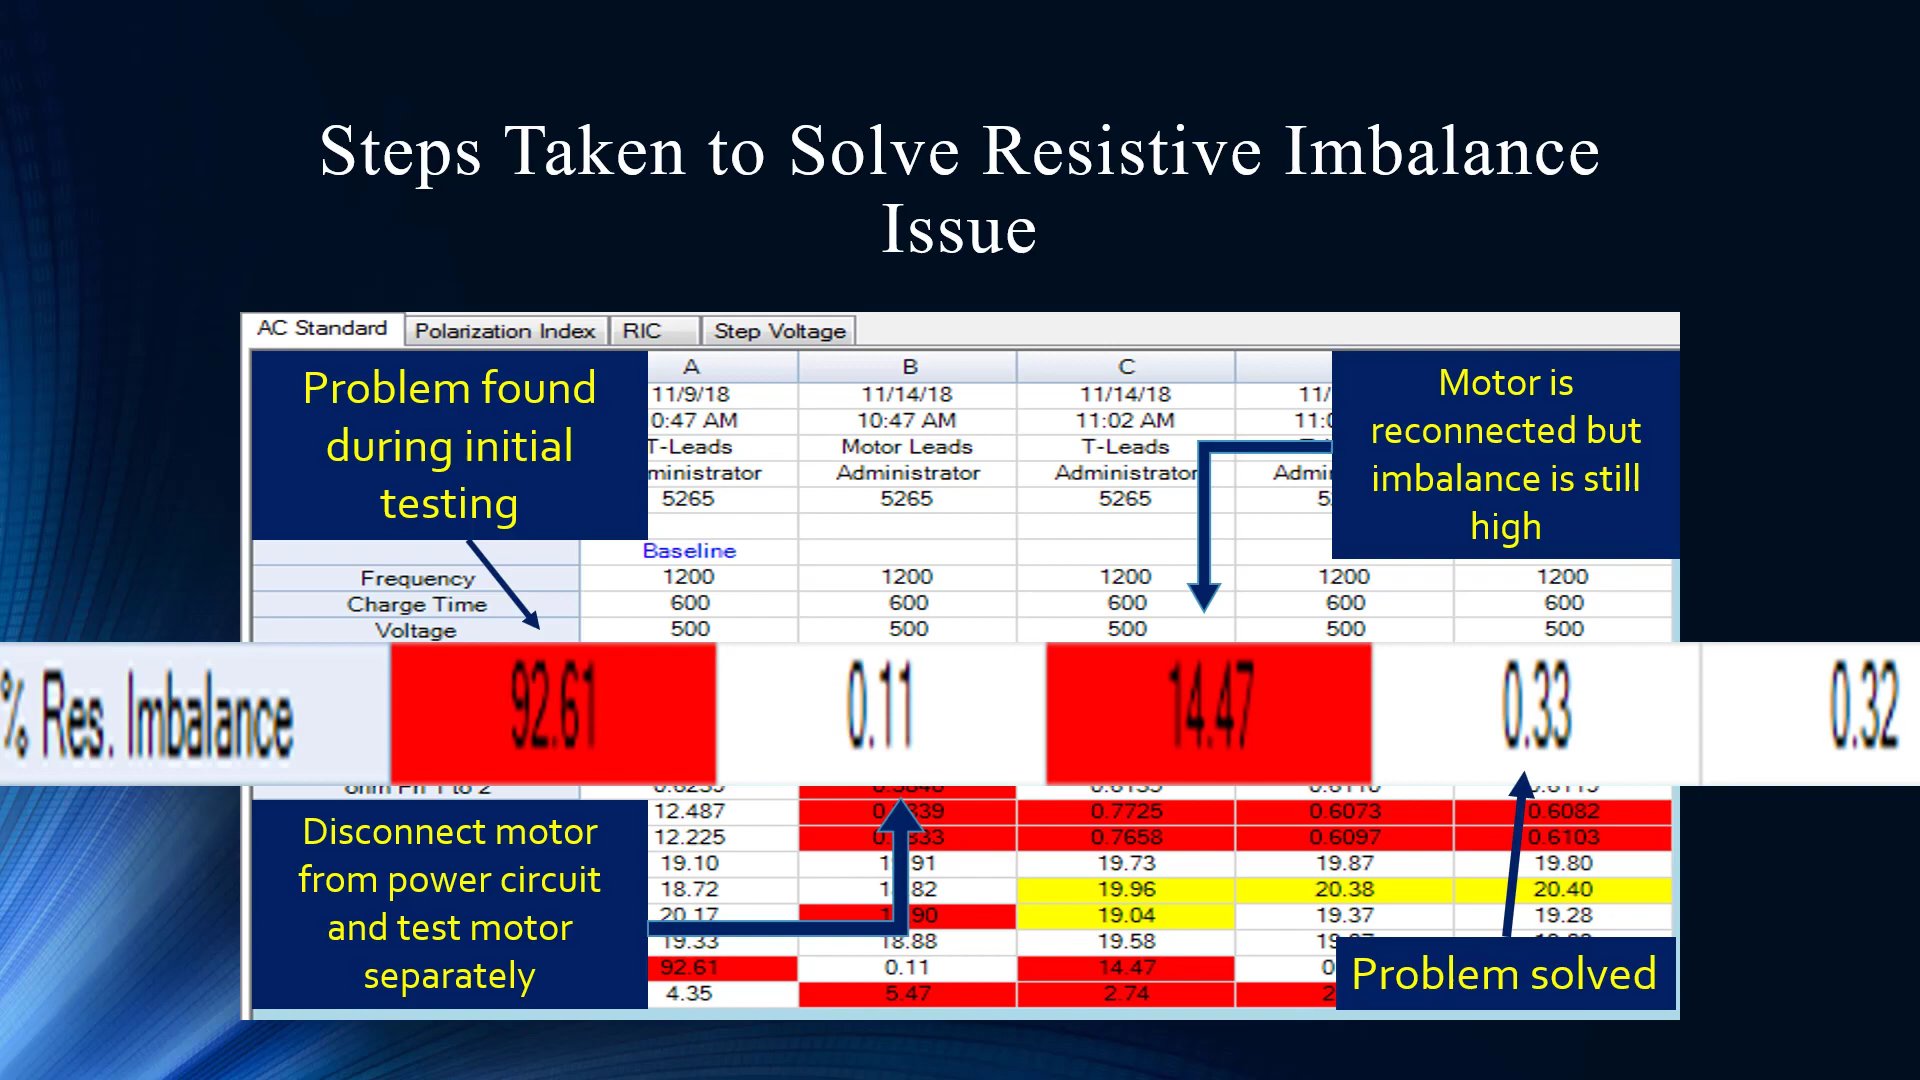 Steps Taken to Solve Resistive Imbalance
Issue
AC Standard Polarization Index RIC Step Voltage
Problem found
during initial
testing
Motor is
reconnected but
imbalance is still
high
A B C
11/9/18 11/14/18 11/14/18 11/
0:47 AM 10:47 AM 11:02 AM 11:0
T-Leads Motor Leads T-Leads
ministrator Administrator Administrator Admi
5265 5265 5265 5
Baseline
Frequency 1200 1200 1200 1200 1200
Charge Time 600 600 600 600 600
Voltage 500 500 500 500 500
% Res. Imbalance 92.61 0.11 14.47 0.33 0.32
12.487 0.7725 0.6073 0.6082
12.225 0.7658 0.6097 0.6103
19.10 19.73 19.87 19.80
18.72 19.96 20.38 20.40
20.17 19.04 19.37 19.28
19.33 18.88 19.58
92.61 0.11 14.47 0
4.35 5.47 2.74 2
Disconnect motor
from power circuit
and test motor
separately
Problem solved